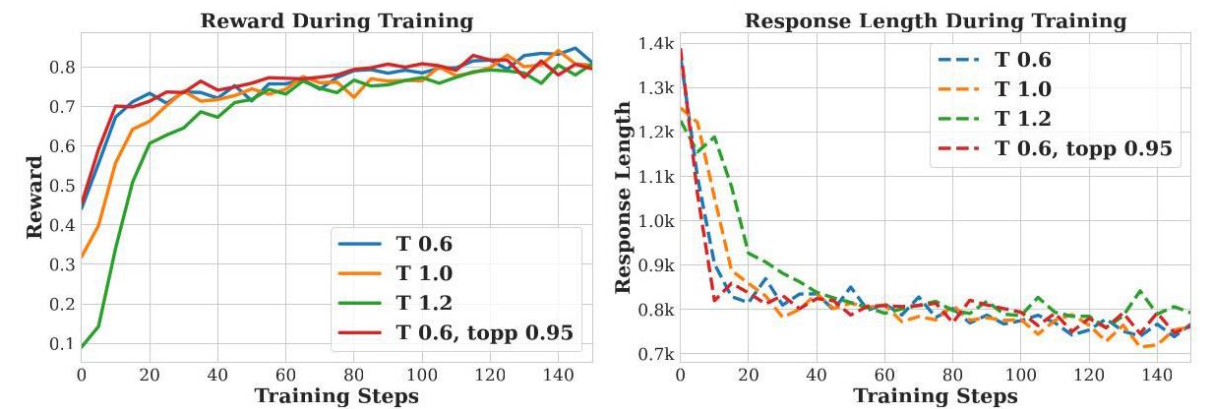 Reward During Training
Reward
0.8
0.7
0.6
0.5
0.4
0.3
0.2
0.1
0 20 40 60 80 100 120 140
Training Steps
T 0.6
T 1.0
T 1.2
T 0.6, topp 0.95
Response Length During Training
Response Length
1.4k
1.3k
1.2k
1.1k
1.0k
0.9k
0.8k
0.7k
0 20 40 60 80 100 120 140
Training Steps
T 0.6
T 1.0
T 1.2
T 0.6, topp 0.95